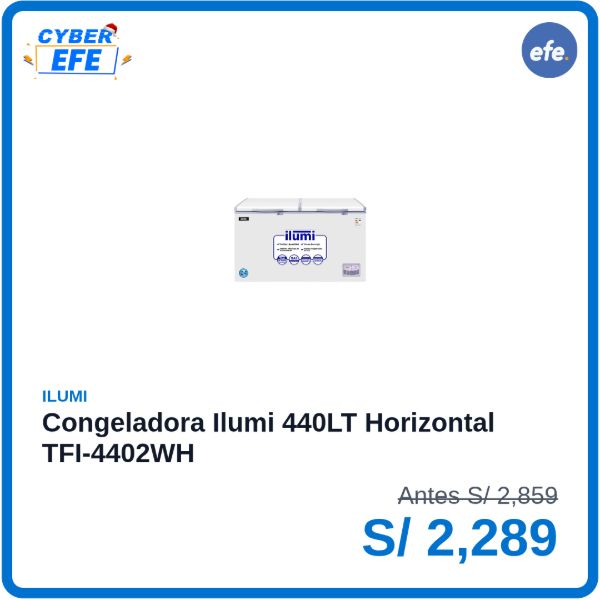 CYBER
EFE
efe.
ilumi
ILUMI
Congeladora Ilumi 440LT Horizontal
TFI-4402WH
Antes S/ 2,859
S/ 2,289